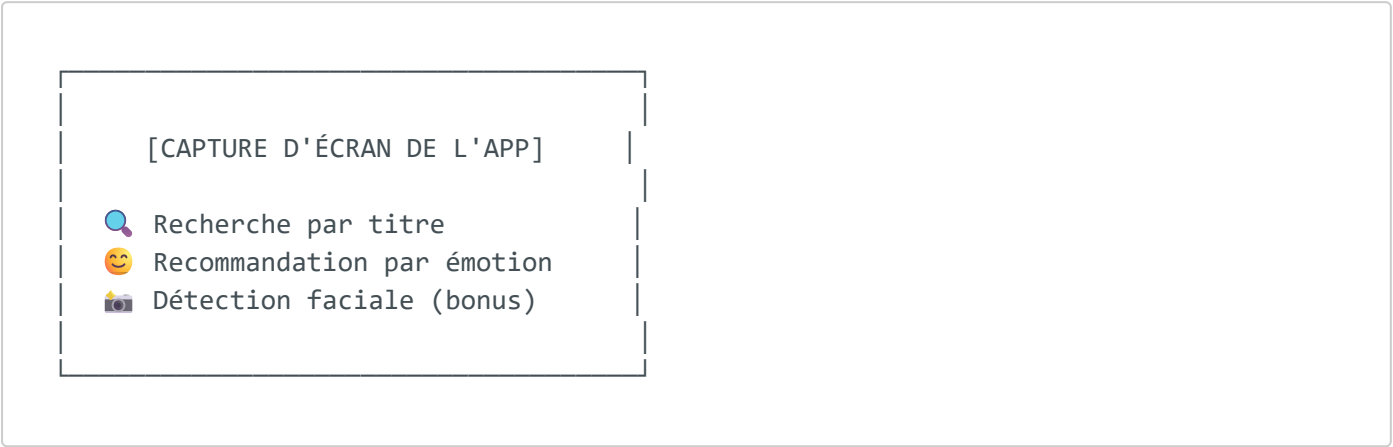 [CAPTURE D'ÉCRAN DE L'APP]
🔍 Recherche par titre
😊 Recommandation par émotion
📸 Détection faciale (bonus)